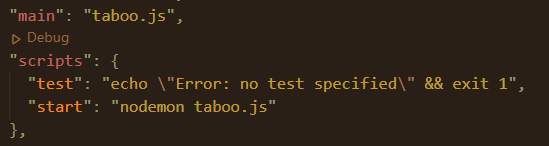 "main": "taboo.js",
Debug
"scripts": {
"test": "echo \"Error: no test specified\" && exit 1",
"start": "nodemon taboo.js"
},